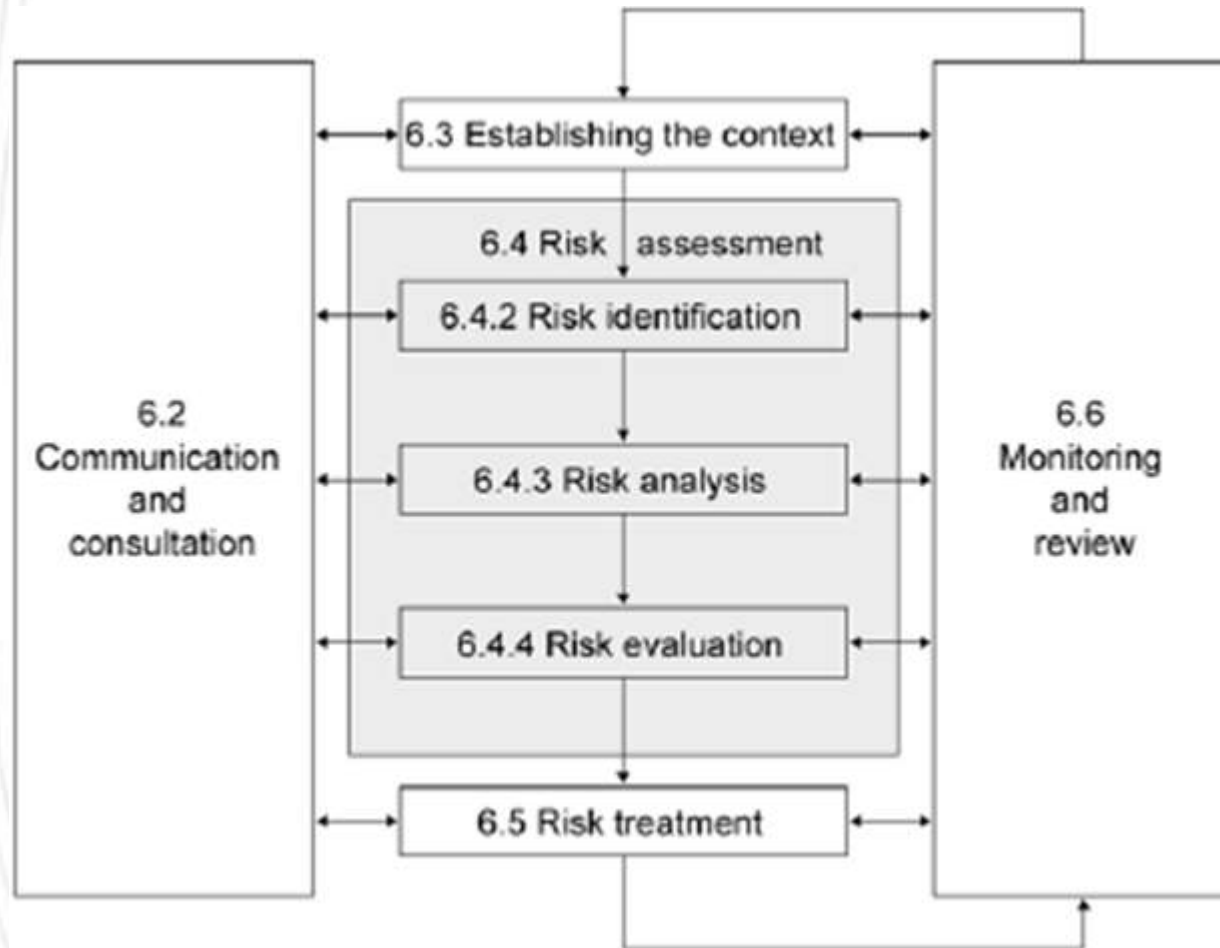 6.3 Establishing the context
6.4 Risk assessment
6.4.2 Risk identification
6.2
Communication
and
consultation
6.4.3 Risk analysis
6.6
Monitoring
and
review
6.4.4 Risk evaluation
6.5 Risk treatment